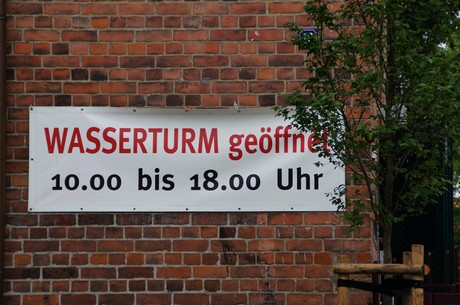 WASSERTURM geöffnet
10.00 bis 18.00 Uhr